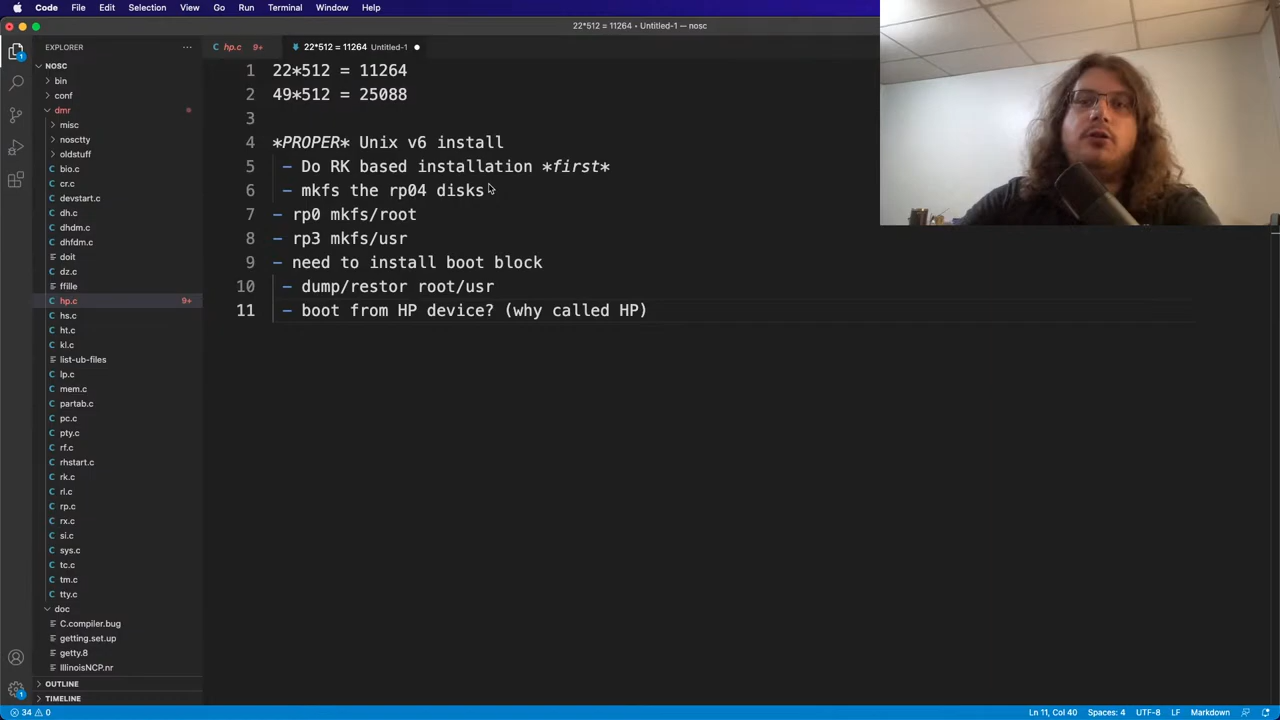 Code File Edit Selection View Go Run Terminal Window Help
22*512 = 11264 • Untitled-1 — nosc
EXPLORER ...
hp.c 9+
22*512 = 11264 Untitled-1 ●
NOSC
bin
conf
dmr
misc
nosctty
oldstuff
bio.c
cr.c
devstart.c
dh.c
dhdm.c
dhfdm.c
doit
dz.c
ffille
hp.c 9+
hs.c
ht.c
kl.c
list-ub-files
lp.c
mem.c
partab.c
pc.c
pty.c
rf.c
rhstart.c
rk.c
rl.c
rp.c
rx.c
si.c
sys.c
tc.c
tm.c
tty.c
doc
C.compiler.bug
getting.set.up
getty.8
IllinoisNCP.nr
OUTLINE
TIMELINE
1 22*512 = 11264
2 49*512 = 25088
3
4 *PROPER* Unix v6 install
5 - Do RK based installation *first*
6 - mkfs the rp04 disks
7 - rp0 mkfs/root
8 - rp3 mkfs/usr
9 - need to install boot block
10 - dump/restor root/usr
11 - boot from HP device? (why called HP)
34 0
Ln 11, Col 40 Spaces: 4 UTF-8 LF Markdown